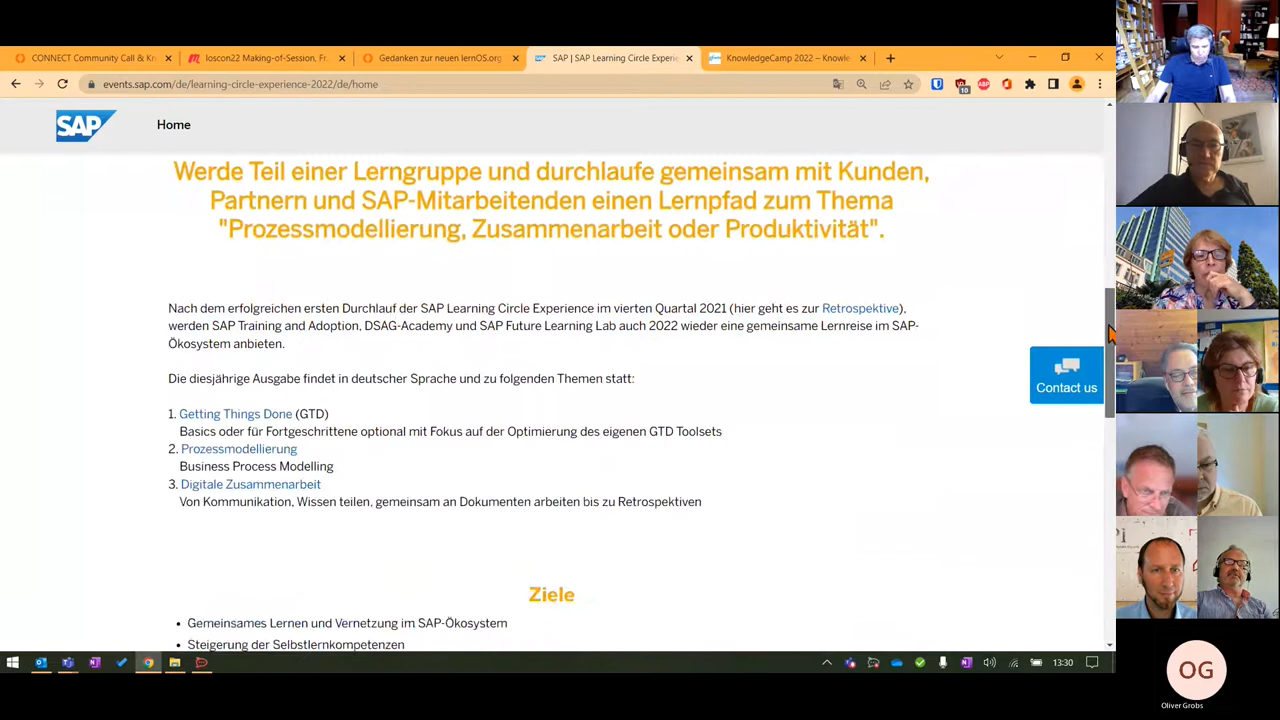 CONNECT Community Call & Kn
loscon22 Making-of-Session, Fr
Gedanken zur neuen lernOS.org
SAP | SAP Learning Circle Experie
KnowledgeCamp 2022 – Knowle
events.sap.com/de/learning-circle-experience-2022/de/home
10
ABP
SAP
Home
Werde Teil einer Lerngruppe und durchlaufe gemeinsam mit Kunden,
Partnern und SAP-Mitarbeitenden einen Lernpfad zum Thema
"Prozessmodellierung, Zusammenarbeit oder Produktivität".
Nach dem erfolgreichen ersten Durchlauf der SAP Learning Circle Experience im vierten Quartal 2021 (hier geht es zur Retrospektive),
werden SAP Training and Adoption, DSAG-Academy und SAP Future Learning Lab auch 2022 wieder eine gemeinsame Lernreise im SAP-
Ökosystem anbieten.
Contact us
Die diesjährige Ausgabe findet in deutscher Sprache und zu folgenden Themen statt:
1. Getting Things Done (GTD)
Basics oder für Fortgeschrittene optional mit Fokus auf der Optimierung des eigenen GTD Toolsets
2. Prozessmodellierung
Business Process Modelling
3. Digitale Zusammenarbeit
Von Kommunikation, Wissen teilen, gemeinsam an Dokumenten arbeiten bis zu Retrospektiven
Ziele
• Gemeinsames Lernen und Vernetzung im SAP-Ökosystem
• Steigerung der Selbstlernkompetenzen
13:30
OG
Oliver Grobs